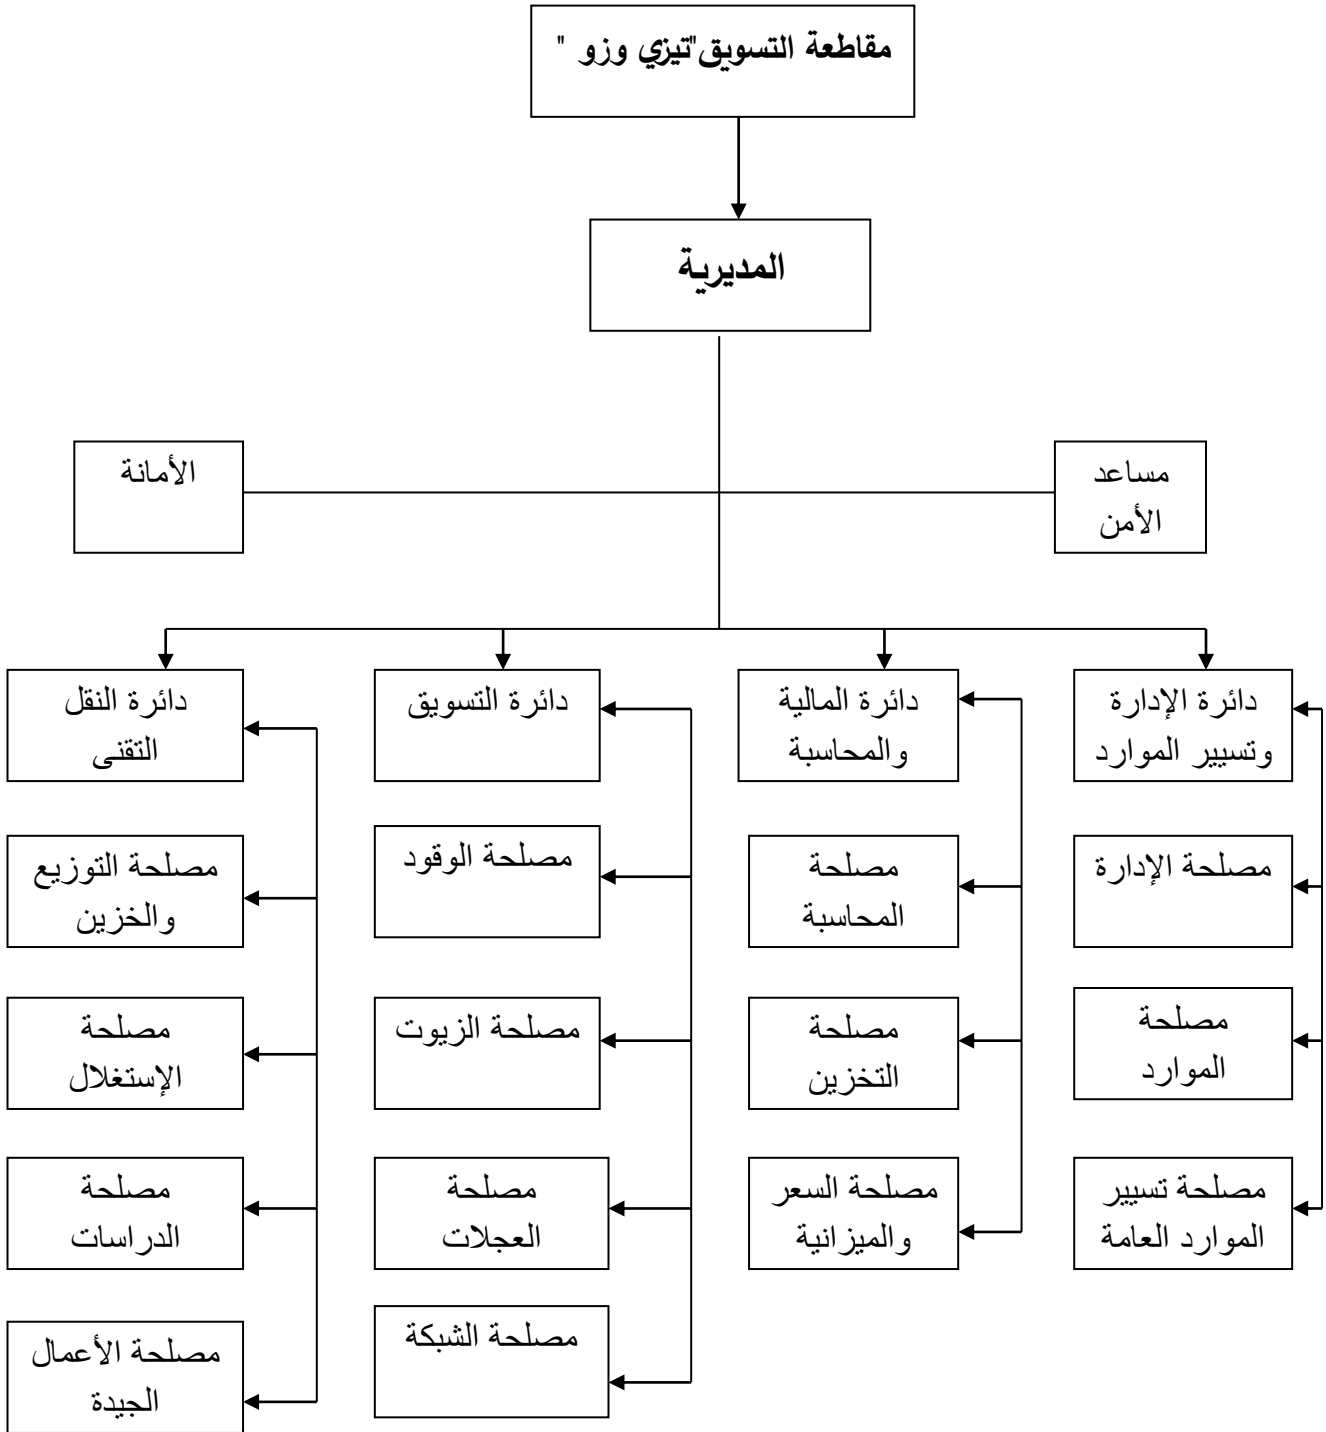 مقاطعة التسويق"تيزي وزو "
المديرية
مساعد
الأمن
الأمانة
دائرة الإدارة
وتسيير الموارد
دائرة المالية
والمحاسبة
دائرة التسويق
دائرة النقل
التقنى
مصلحة الإدارة
مصلحة
المحاسبة
مصلحة الوقود
مصلحة التوزيع
والخزين
مصلحة
الموارد
مصلحة
التخزين
مصلحة الزيوت
مصلحة
الإستغلال
مصلحة تسيير
الموارد العامة
مصلحة السعر
والميزانية
مصلحة
العجلات
مصلحة
الدراسات
مصلحة الشبكة
مصلحة الأعمال
الجيدة